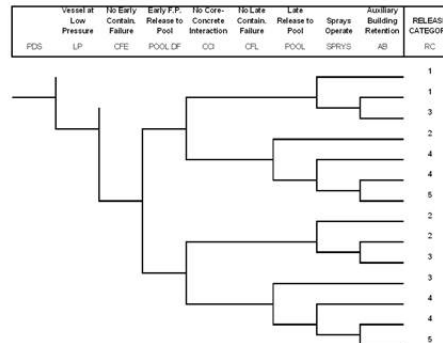 Vessel at Low Pressure
No Early Contain. Failure
Early F.P. Release to Pool
No Core-Concrete Interaction
No Late Contain. Failure
Late Release to Pool
Sprays Operate
Auxiliary Building Retention
RELEAS
CATEGOR
PDS LP CFE POOL DF CCI CFL POOL SPRYS AB RC
1
1
3
2
4
4
5
2
2
3
3
4
4
5